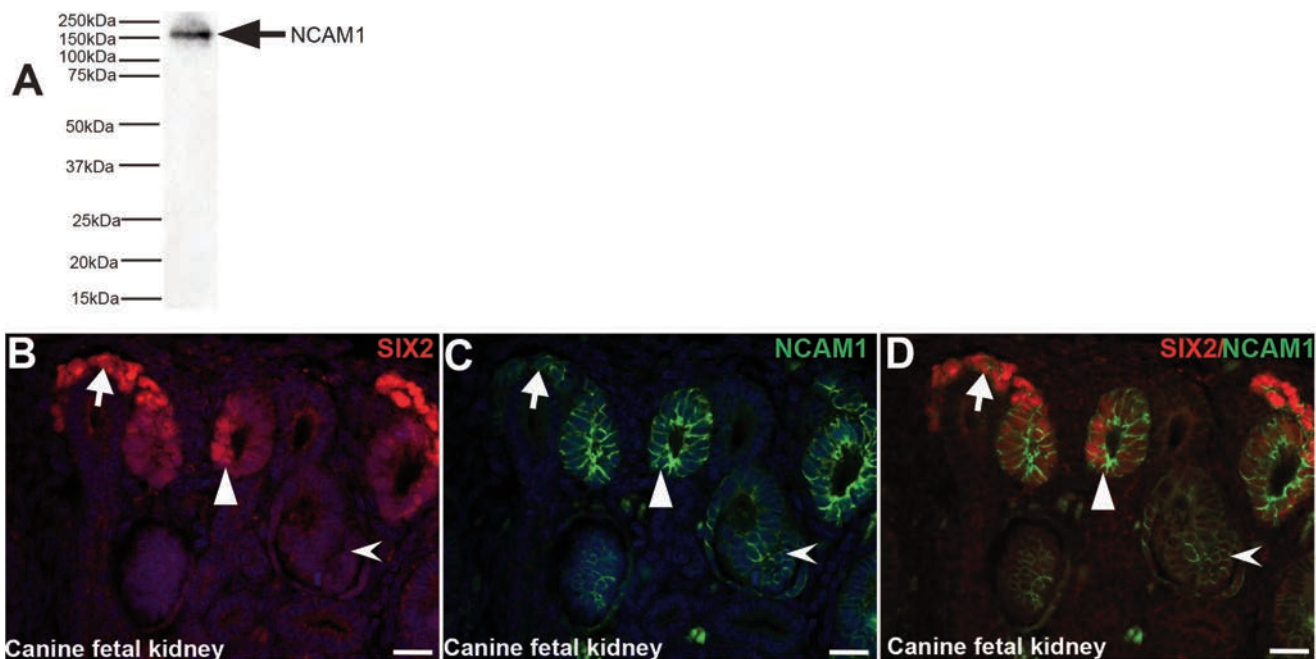 A
250kDa
150kDa
NCAM1
100kDa
75kDa
50kDa
37kDa
25kDa
20kDa
15kDa
B
SIX2
Canine fetal kidney
C
NCAM1
Canine fetal kidney
D
SIX2/NCAM1
Canine fetal kidney